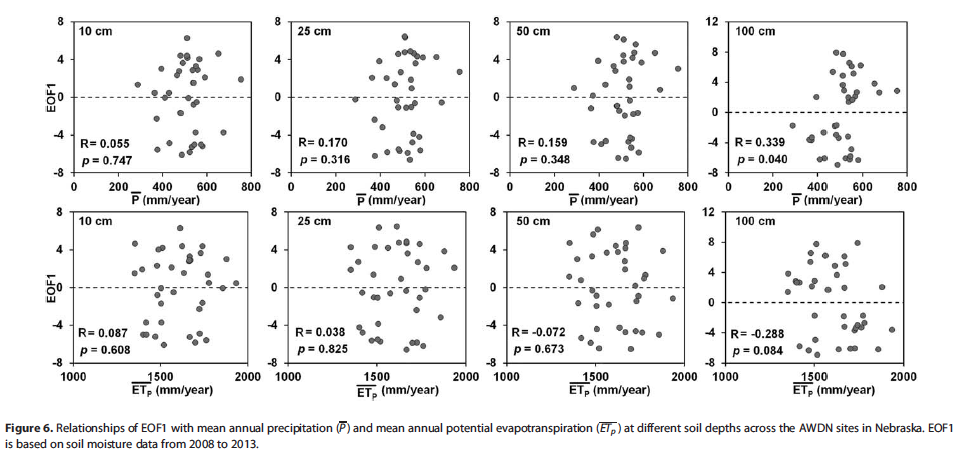 10 cm
25 cm
50 cm
100 cm
8
4
0
-4
-8
EOF1
R= 0.055
p = 0.747
0 200 400 600 800
P̅ (mm/year)
8
4
0
-4
-8
R= 0.170
p = 0.316
0 200 400 600 800
P̅ (mm/year)
8
4
0
-4
-8
R= 0.159
p = 0.348
0 200 400 600 800
P̅ (mm/year)
12
8
4
0
-4
-8
R= 0.339
p = 0.040
0 200 400 600 800
P̅ (mm/year)
10 cm
25 cm
50 cm
100 cm
8
4
0
-4
-8
EOF1
R = 0.087
p = 0.608
1000 1500 2000
E̅T̅ₚ (mm/year)
8
4
0
-4
-8
R = 0.038
p = 0.825
1000 1500 2000
E̅T̅ₚ (mm/year)
8
4
0
-4
-8
R= -0.072
p = 0.673
1000 1500 2000
E̅T̅ₚ (mm/year)
12
8
4
0
-4
-8
R= -0.288
p = 0.084
1000 1500 2000
E̅T̅ₚ (mm/year)
Figure 6. Relationships of EOF1 with mean annual precipitation (P̅) and mean annual potential evapotranspiration (E̅T̅ₚ) at different soil depths across the AWDN sites in Nebraska. EOF1
is based on soil moisture data from 2008 to 2013.